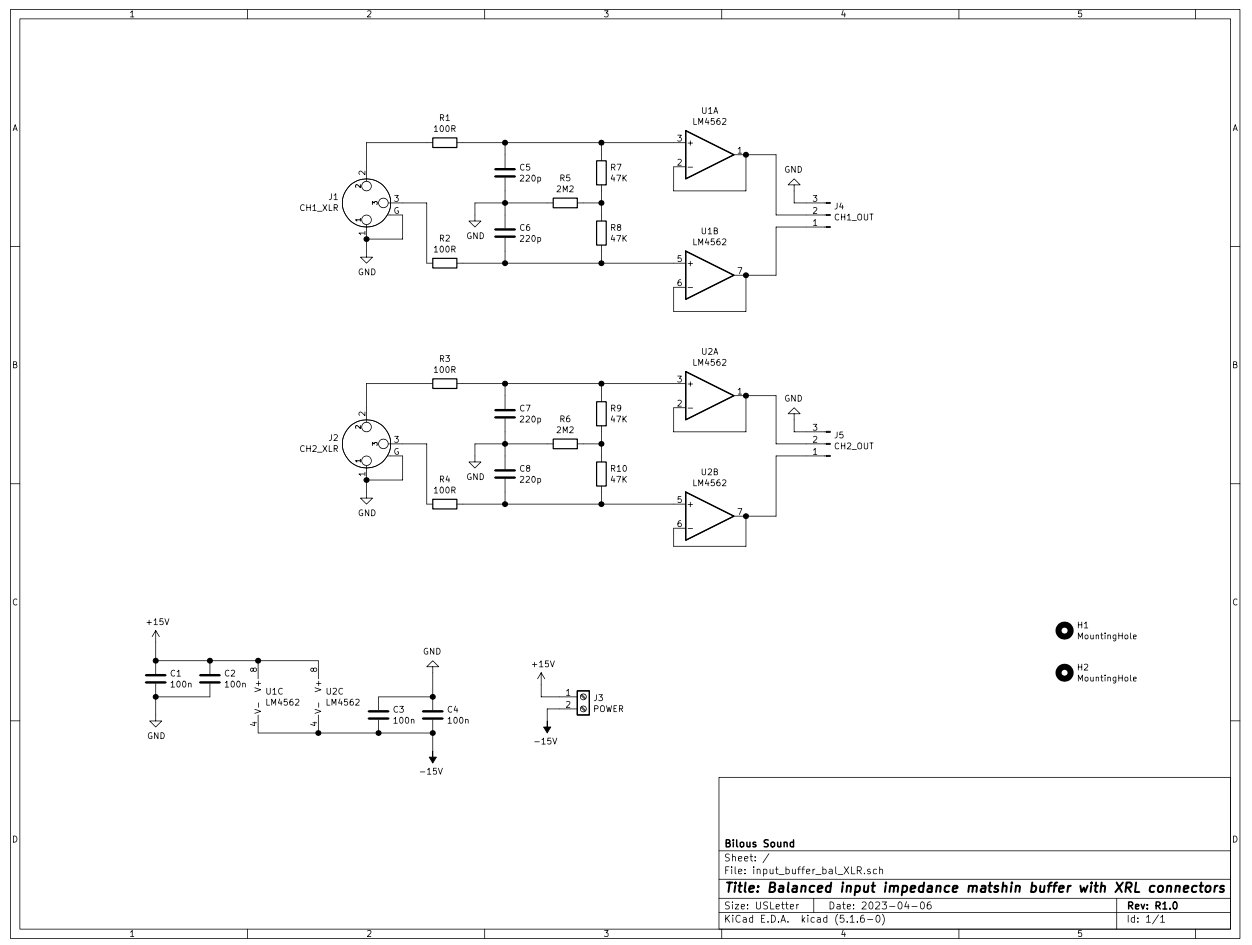 1 2 3 4 5
A A
B B
C C
D D
1 2 3 4 5
R1
100R
U1A
LM4562
3
+
1
2
−
C5
220p
R7
47K
R5
2M2
GND
3
J4
2
CH1_OUT
1
2
2
J1
CH1_XLR
3
3
G
1
1
GND
GND
R2
100R
C6
220p
R8
47K
U1B
LM4562
5
+
7
6
−
R3
100R
U2A
LM4562
3
+
1
2
−
C7
220p
R9
47K
R6
2M2
GND
3
J5
2
CH2_OUT
1
2
2
J2
CH2_XLR
3
3
G
1
1
GND
GND
R4
100R
C8
220p
R10
47K
U2B
LM4562
5
+
7
6
−
+15V
C1
100n
C2
100n
GND
8
V+
U1C
LM4562
V−
4
8
V+
U2C
LM4562
V−
4
GND
C3
100n
C4
100n
−15V
+15V
1
J3
2
POWER
−15V
H1
MountingHole
H2
MountingHole
Bilous Sound
Sheet: /
File: input_buffer_bal_XLR.sch
Title: Balanced input impedance matshin buffer with XRL connectors
Size: USLetter Date: 2023-04-06 Rev: R1.0
KiCad E.D.A. kicad (5.1.6-0) Id: 1/1